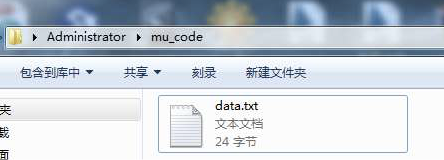 Administrator ▶ mu_code
包含到库中 共享 刻录 新建文件夹
夹
载
面
data.txt
文本文档
24 字节